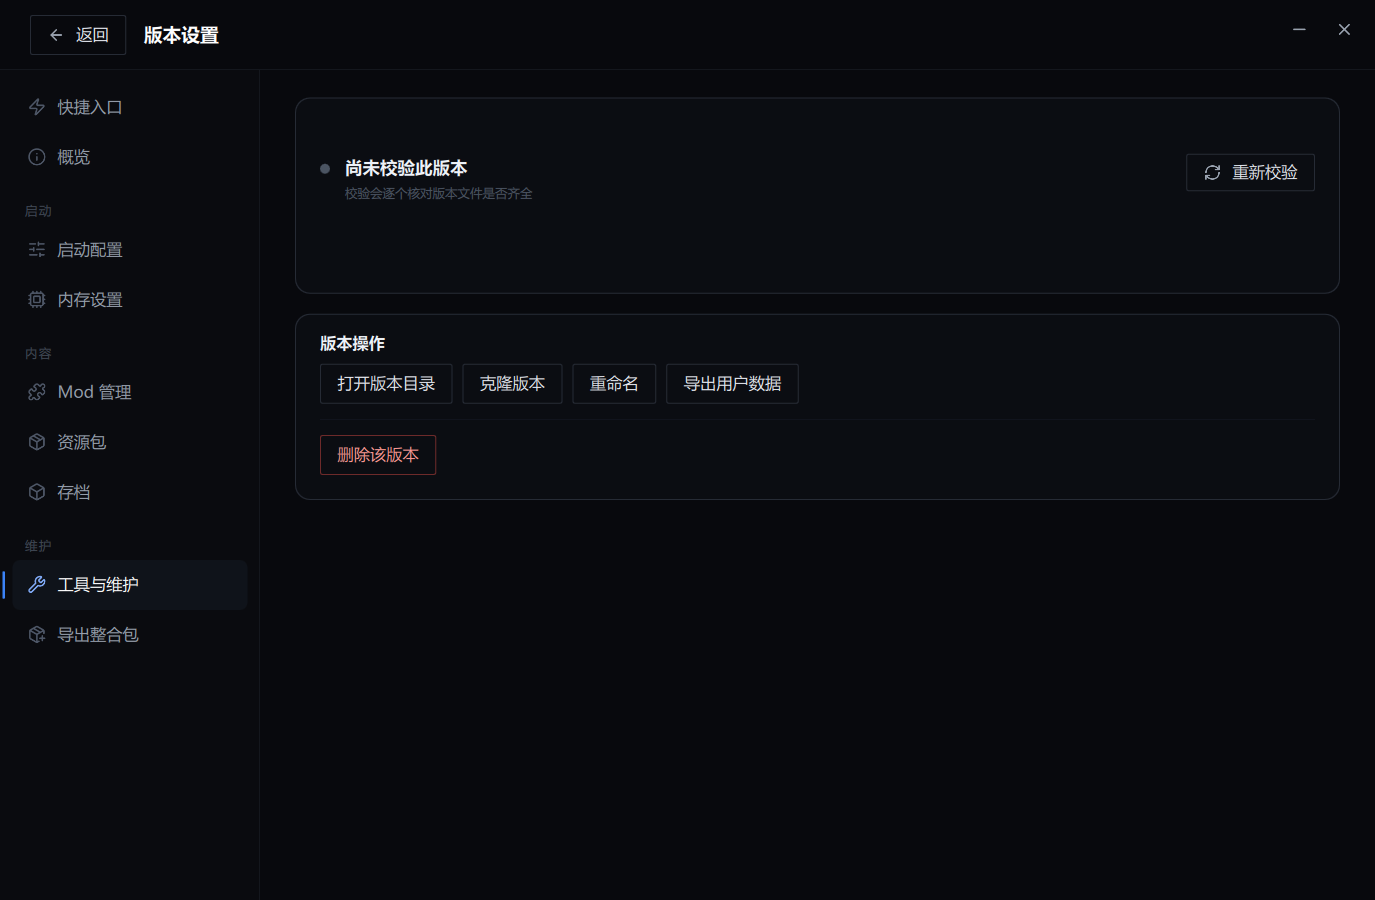 返回
版本设置
快捷入口
概览
启动
启动配置
内存设置
内容
Mod 管理
资源包
存档
维护
工具与维护
导出整合包
尚未校验此版本
校验会逐个核对版本文件是否齐全
重新校验
版本操作
打开版本目录
克隆版本
重命名
导出用户数据
删除该版本